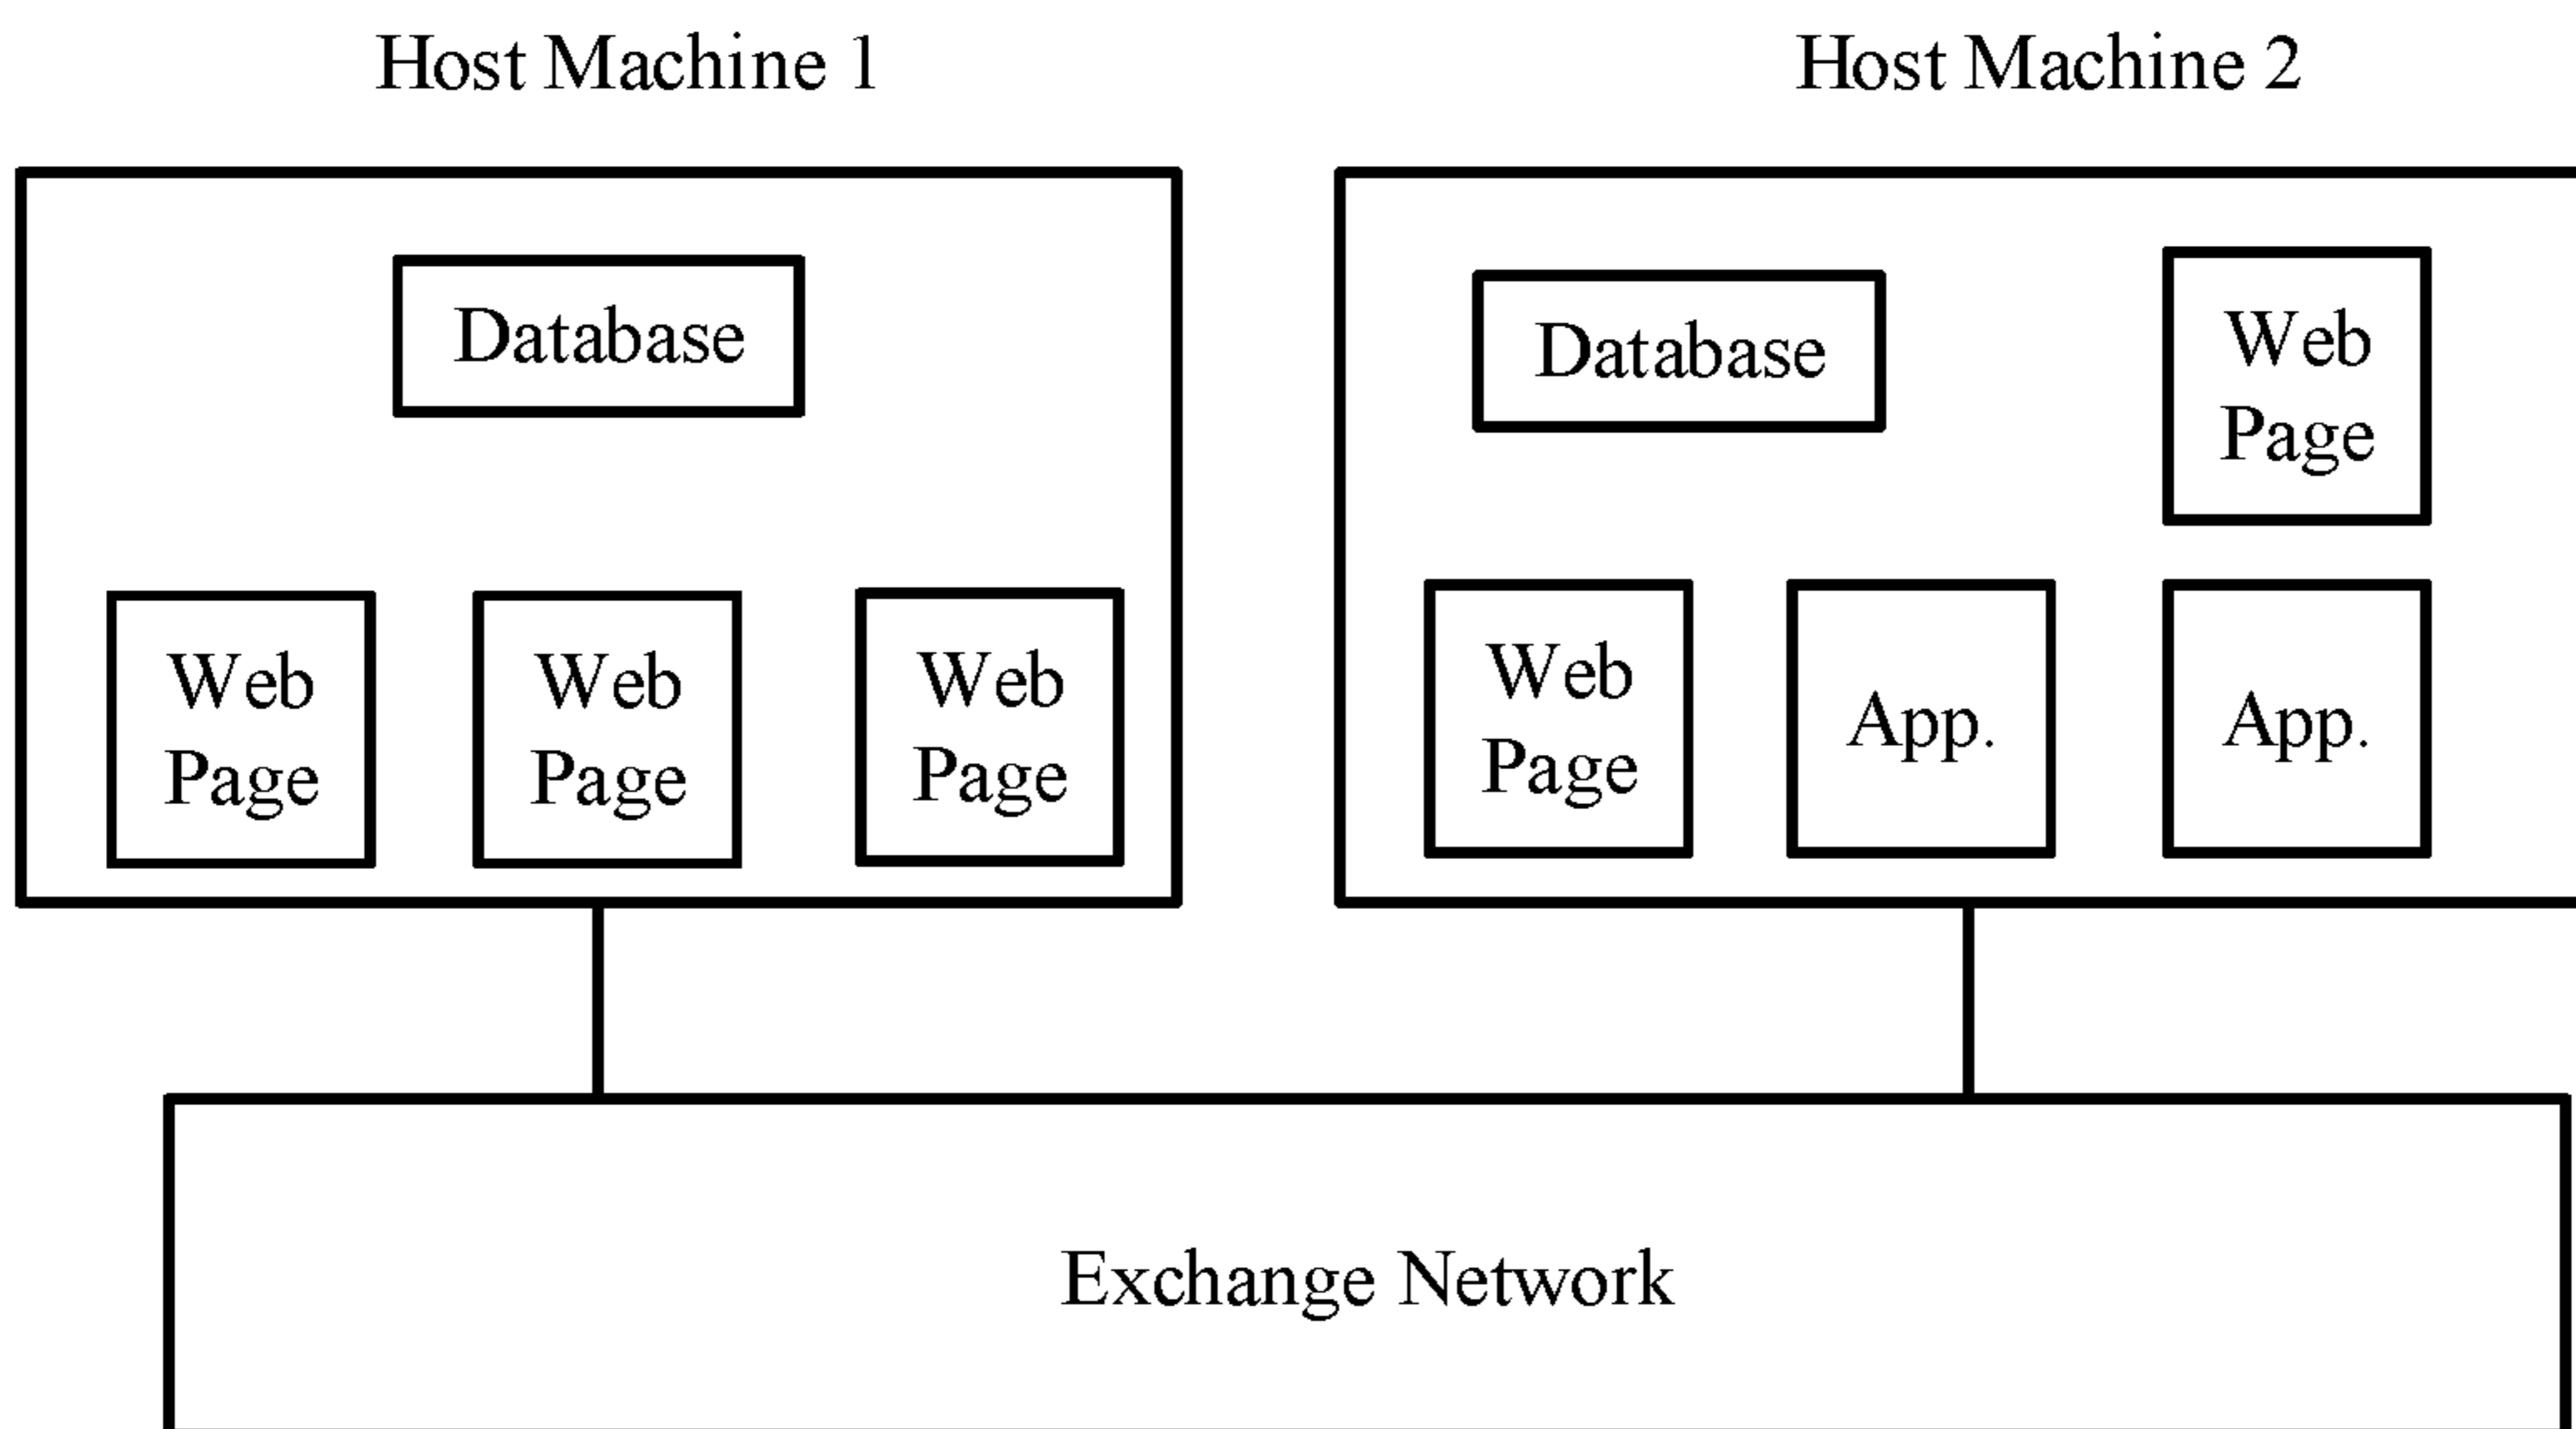 Host Machine 1
Host Machine 2
Database
Web
Page
Web
Page
Web
Page
Database
Web
Page
Web
Page
App.
App.
Exchange Network